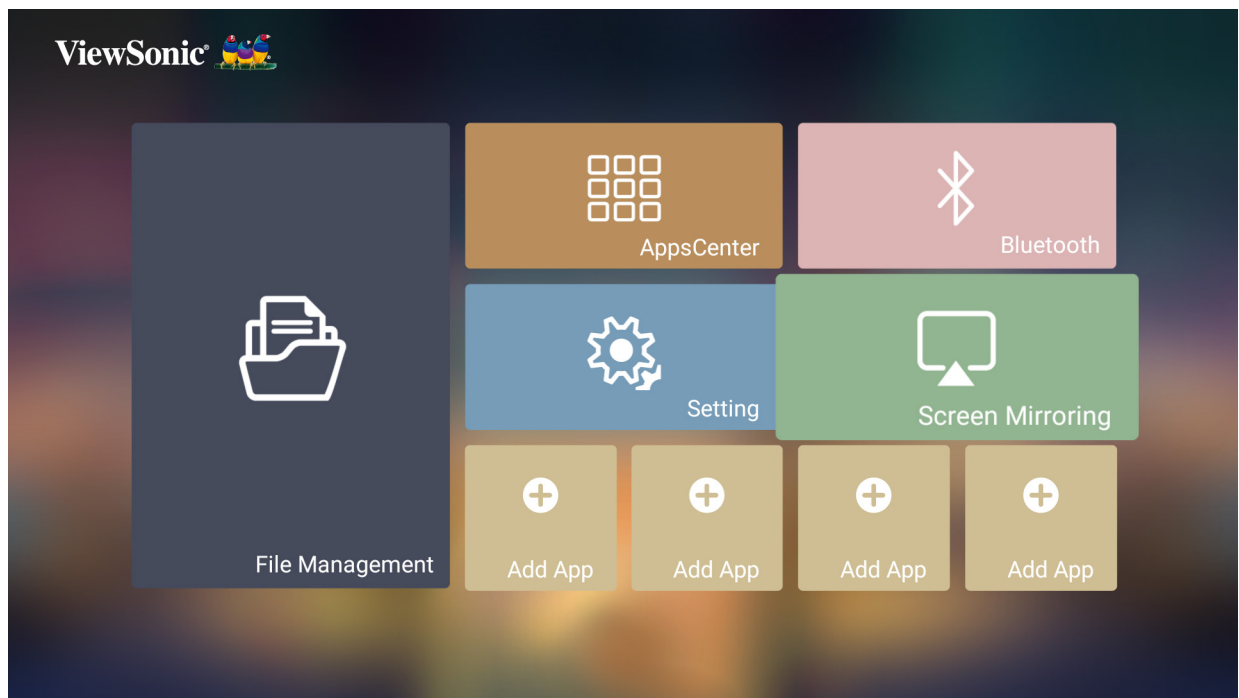 ViewSonic®
AppsCenter
Bluetooth
Setting
Screen Mirroring
File Management
Add App
Add App
Add App
Add App